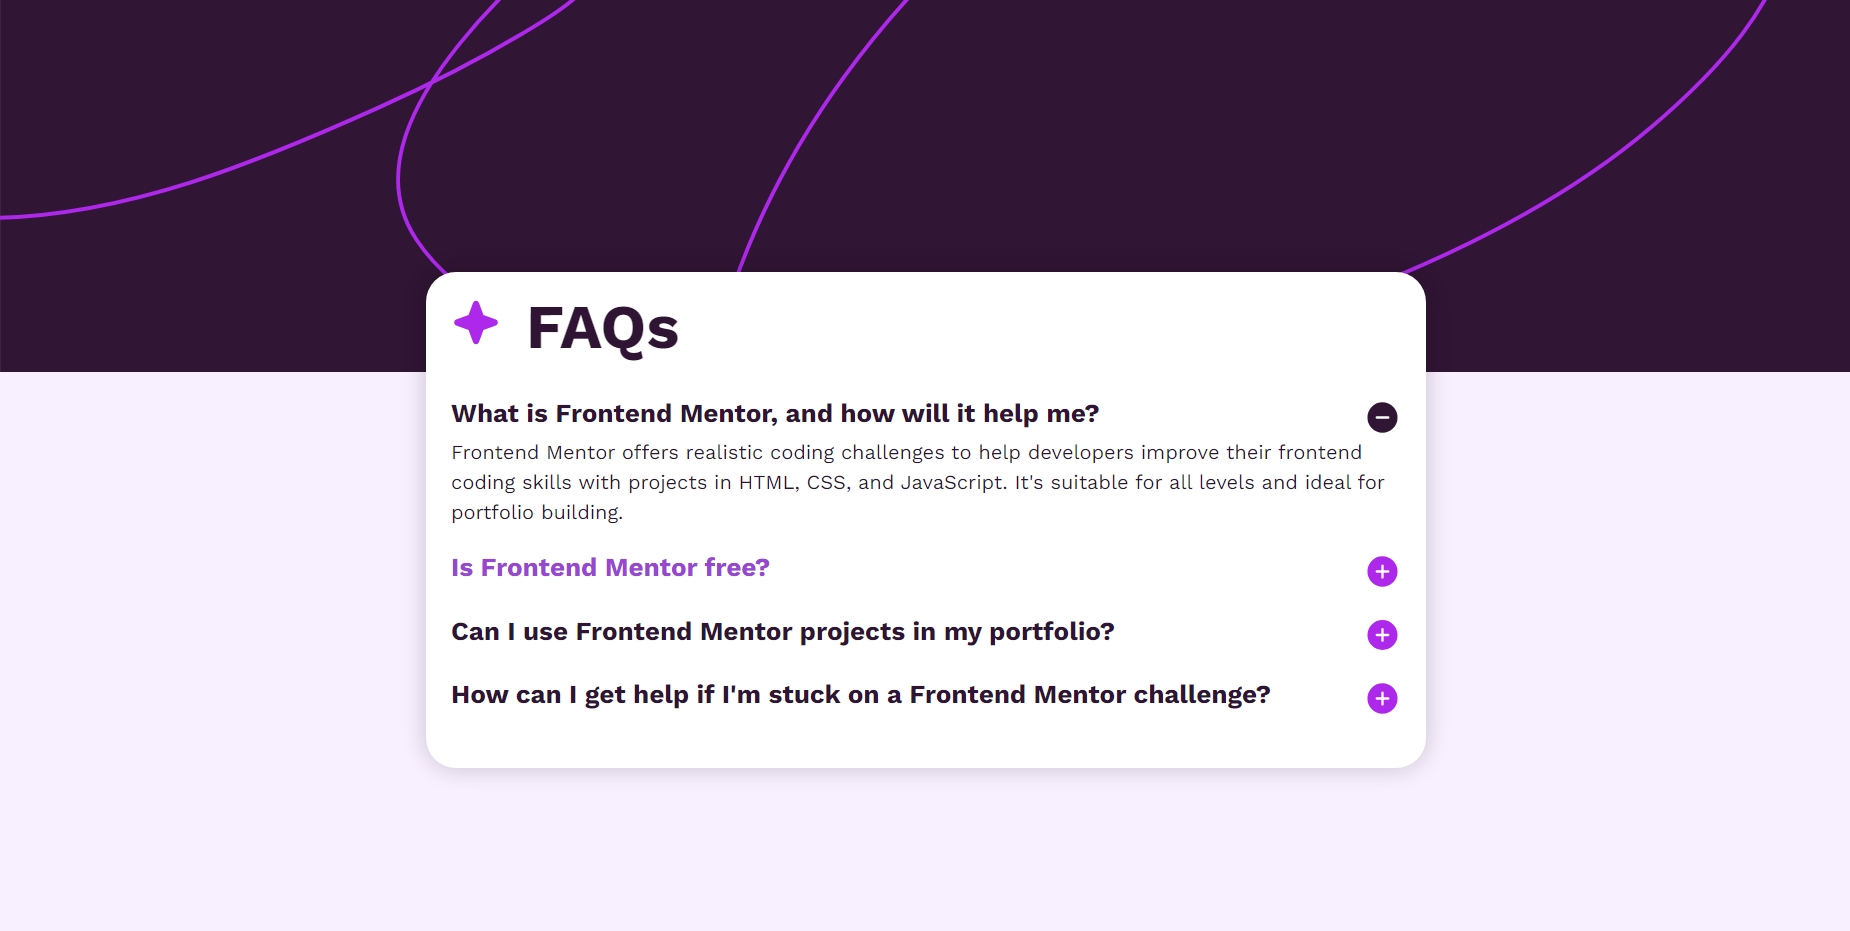 FAQs
What is Frontend Mentor, and how will it help me?
Frontend Mentor offers realistic coding challenges to help developers improve their frontend
coding skills with projects in HTML, CSS, and JavaScript. It's suitable for all levels and ideal for
portfolio building.
Is Frontend Mentor free?
Can I use Frontend Mentor projects in my portfolio?
How can I get help if I'm stuck on a Frontend Mentor challenge?